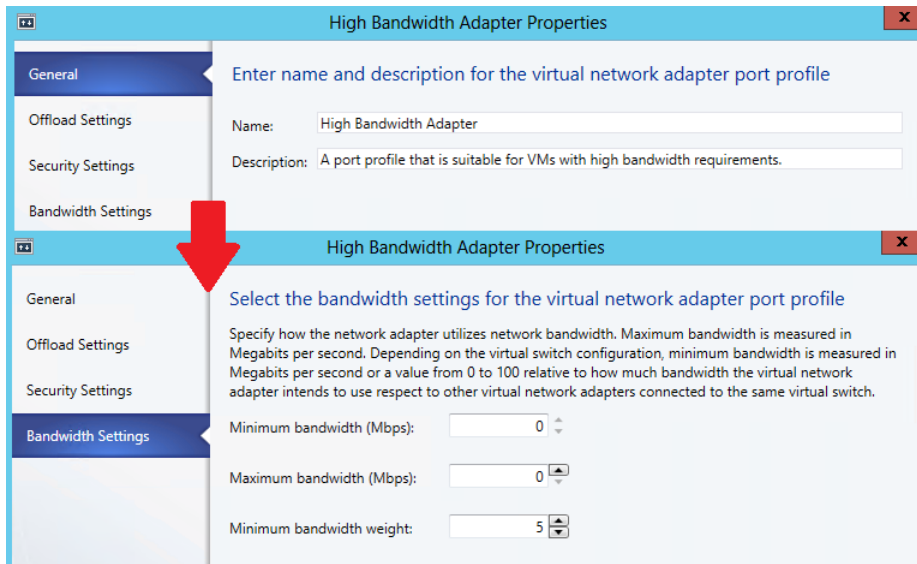 High Bandwidth Adapter Properties
x
General
Enter name and description for the virtual network adapter port profile
Offload Settings
Name: High Bandwidth Adapter
Security Settings
Description: A port profile that is suitable for VMs with high bandwidth requirements.
Bandwidth Settings
High Bandwidth Adapter Properties
x
General
Select the bandwidth settings for the virtual network adapter port profile
Offload Settings
Specify how the network adapter utilizes network bandwidth. Maximum bandwidth is measured in
Megabits per second. Depending on the virtual switch configuration, minimum bandwidth is measured in
Megabits per second or a value from 0 to 100 relative to how much bandwidth the virtual network
adapter intends to use respect to other virtual network adapters connected to the same virtual switch.
Security Settings
Bandwidth Settings
Minimum bandwidth (Mbps): 0
Maximum bandwidth (Mbps): 0
Minimum bandwidth weight: 5